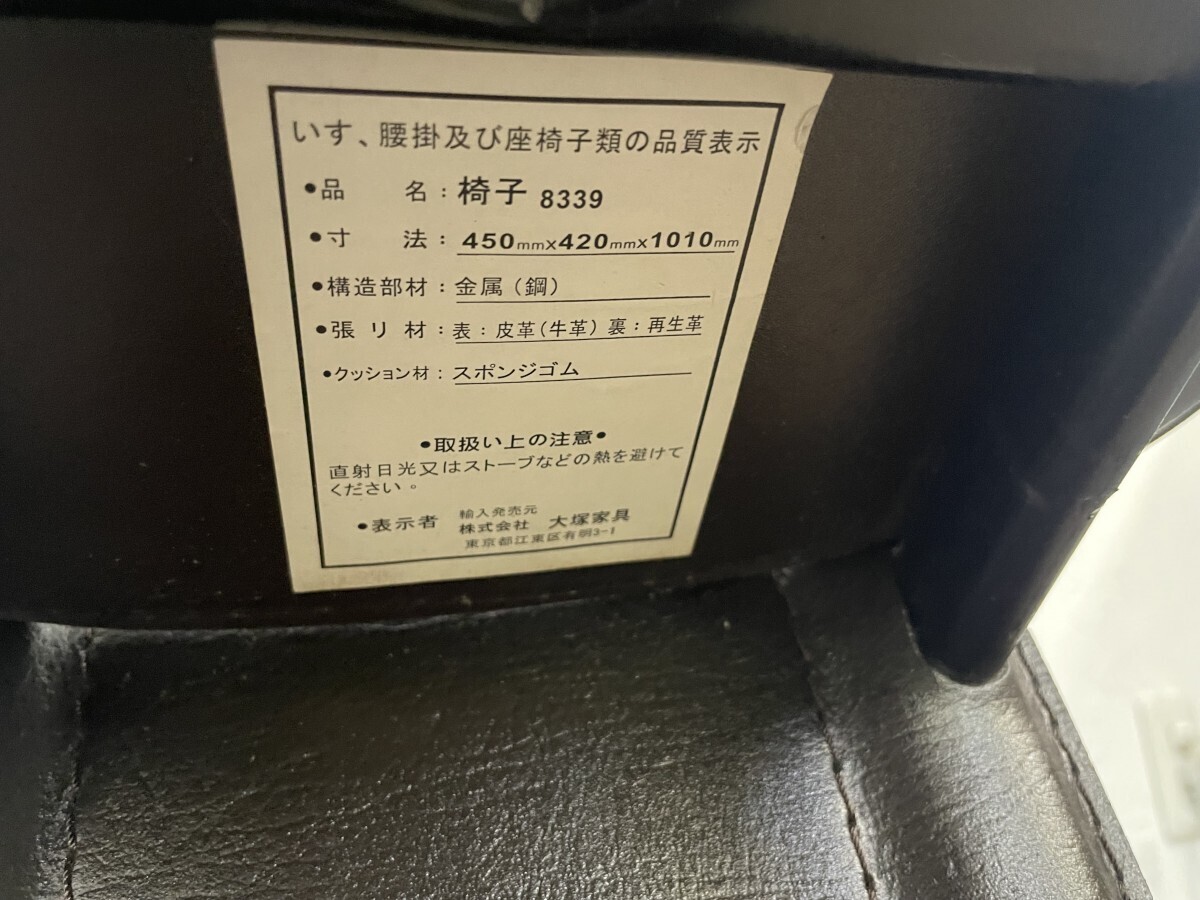 いす、腰掛及び座椅子類の品質表示
•品　名：椅子 8339
•寸　法：450mmx420mmx1010mm
•構造部材：金属（鋼）
•張リ材：表：皮革（牛革）裏：再生革
•クッション材：スポンジゴム
•取扱い上の注意•
直射日光又はストーブなどの熱を避けて
ください。
•表示者 輸入発売元
株式会社 大塚家具
東京都江東区有明3-1